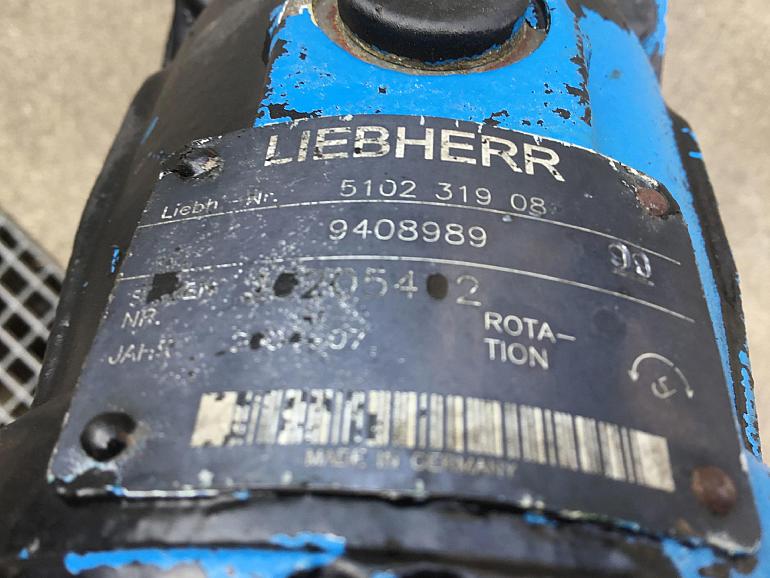 LIEBHERR
Liebh.-Nr. 5102 319 08
9408989
NR.
JAHR
ROTA-
TION
MADE IN GERMANY